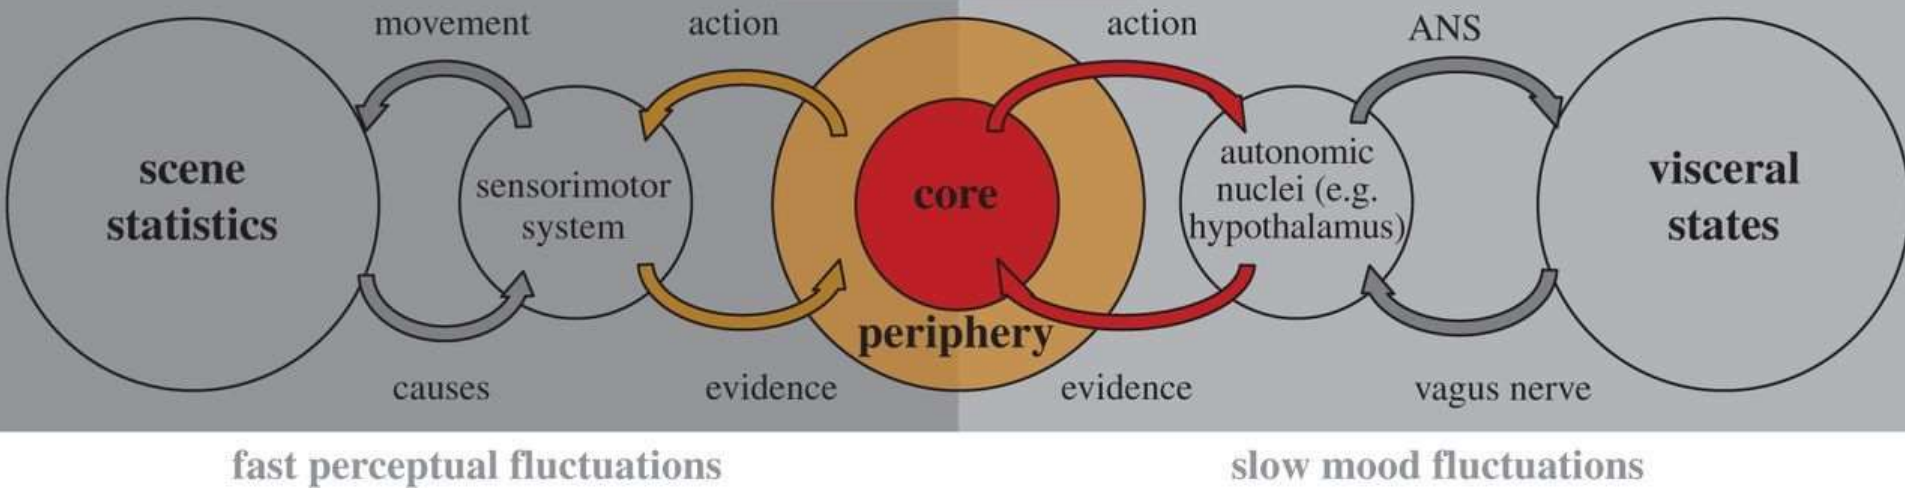 movement
action
action
ANS
scene
statistics
sensorimotor
system
core
periphery
autonomic
nuclei (e.g.
hypothalamus)
visceral
states
causes
evidence
evidence
vagus nerve
fast perceptual fluctuations
slow mood fluctuations